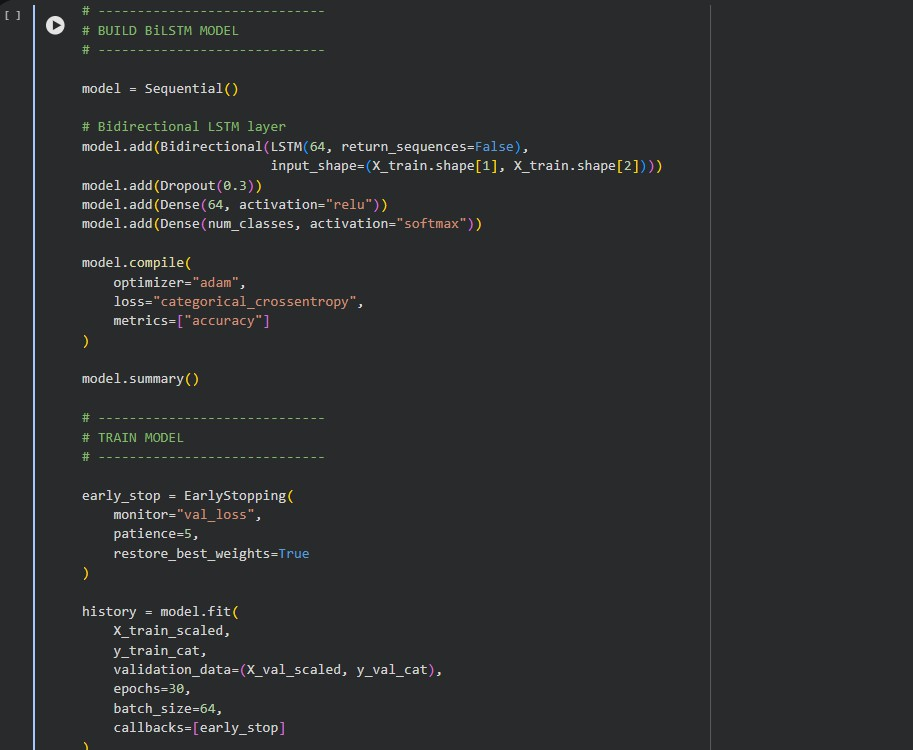 [ ]
# -----------------------------
# BUILD BiLSTM MODEL
# -----------------------------
model = Sequential()
# Bidirectional LSTM layer
model.add(Bidirectional(LSTM(64, return_sequences=False),
                        input_shape=(X_train.shape[1], X_train.shape[2])))
model.add(Dropout(0.3))
model.add(Dense(64, activation="relu"))
model.add(Dense(num_classes, activation="softmax"))
model.compile(
    optimizer="adam",
    loss="categorical_crossentropy",
    metrics=["accuracy"]
)
model.summary()
# -----------------------------
# TRAIN MODEL
# -----------------------------
early_stop = EarlyStopping(
    monitor="val_loss",
    patience=5,
    restore_best_weights=True
)
history = model.fit(
    X_train_scaled,
    y_train_cat,
    validation_data=(X_val_scaled, y_val_cat),
    epochs=30,
    batch_size=64,
    callbacks=[early_stop]
)